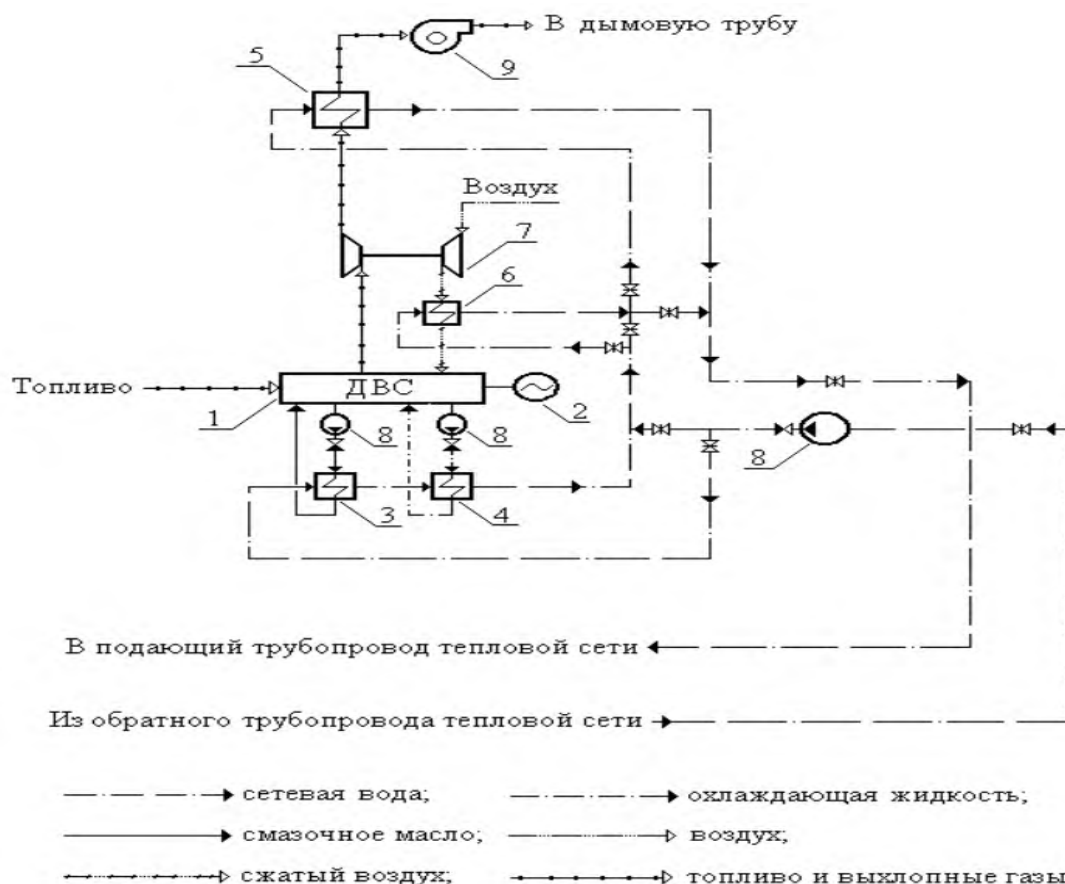 В дымовую трубу
5
9
Воздух
7
6
Топливо
ДВС
1
2
8
8
8
3
4
В подающий трубопровод тепловой сети
Из обратного трубопровода тепловой сети
сетевая вода;
охлаждающая жидкость;
смазочное масло;
воздух;
сжатый воздух;
топливо и выхлопные газы